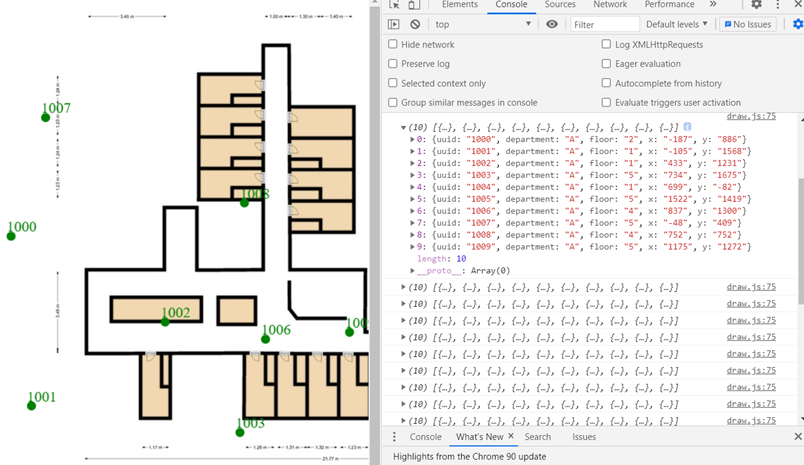 3.46 m
1.00 m
1.30 m
1.40 m
1007
1000
1008
1002
1006
100
1001
1003
1.17 m
1.28 m
1.31 m
1.32 m
1.23 m
21.77 m
Elements
Console
Sources
Network
Performance
»
top
Filter
Default levels
No Issues
Hide network
Log XMLHttpRequests
Preserve log
Eager evaluation
Selected context only
Autocomplete from history
Group similar messages in console
Evaluate triggers user activation
draw.js:75
(10) [{…}, {…}, {…}, {…}, {…}, {…}, {…}, {…}, {…}, {…}]
0: {uuid: "1000", department: "A", floor: "2", x: "-187", y: "886"}
1: {uuid: "1001", department: "A", floor: "1", x: "-105", y: "1568"}
2: {uuid: "1002", department: "A", floor: "1", x: "433", y: "1231"}
3: {uuid: "1003", department: "A", floor: "5", x: "734", y: "1675"}
4: {uuid: "1004", department: "A", floor: "1", x: "699", y: "-82"}
5: {uuid: "1005", department: "A", floor: "5", x: "1522", y: "1419"}
6: {uuid: "1006", department: "A", floor: "4", x: "837", y: "1300"}
7: {uuid: "1007", department: "A", floor: "5", x: "-48", y: "409"}
8: {uuid: "1008", department: "A", floor: "4", x: "752", y: "752"}
9: {uuid: "1009", department: "A", floor: "5", x: "1175", y: "1272"}
length: 10
__proto__: Array(0)
(10) [{…}, {…}, {…}, {…}, {…}, {…}, {…}, {…}, {…}, {…}] draw.js:75
(10) [{…}, {…}, {…}, {…}, {…}, {…}, {…}, {…}, {…}, {…}] draw.js:75
(10) [{…}, {…}, {…}, {…}, {…}, {…}, {…}, {…}, {…}, {…}] draw.js:75
(10) [{…}, {…}, {…}, {…}, {…}, {…}, {…}, {…}, {…}, {…}] draw.js:75
(10) [{…}, {…}, {…}, {…}, {…}, {…}, {…}, {…}, {…}, {…}] draw.js:75
(10) [{…}, {…}, {…}, {…}, {…}, {…}, {…}, {…}, {…}, {…}] draw.js:75
(10) [{…}, {…}, {…}, {…}, {…}, {…}, {…}, {…}, {…}, {…}] draw.js:75
(10) [{…}, {…}, {…}, {…}, {…}, {…}, {…}, {…}, {…}, {…}] draw.js:75
(10) [{…}, {…}, {…}, {…}, {…}, {…}, {…}, {…}, {…}, {…}] draw.js:75
Console
What's New
Search
Issues
Highlights from the Chrome 90 update